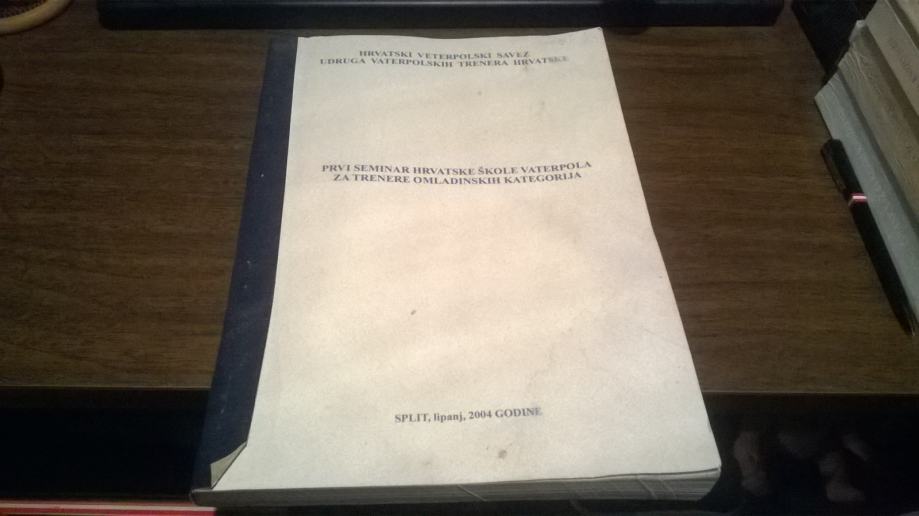 HRVATSKI VETERPOLSKI SAVEZ
UDRUGA VATERPOLSKIH TRENERA HRVATSKE
PRVI SEMINAR HRVATSKE ŠKOLE VATERPOLA
ZA TRENERE OMLADINSKIH KATEGORIJA
SPLIT, lipanj, 2004 GODINE